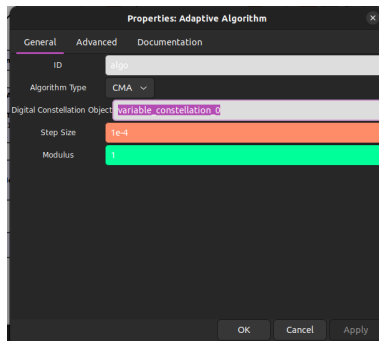 Properties: Adaptive Algorithm
General Advanced Documentation
ID algo
Algorithm Type CMA
Digital Constellation Object variable_constellation_0
Step Size 1e-4
Modulus 1
OK Cancel Apply